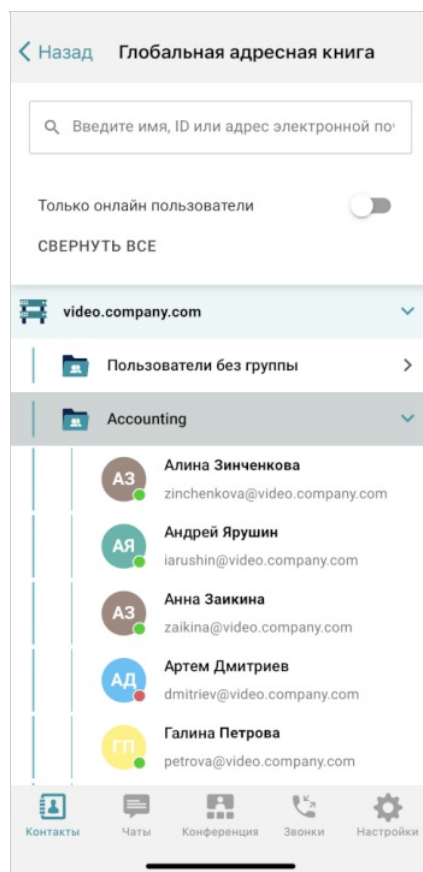 Назад Глобальная адресная книга
Введите имя, ID или адрес электронной поч
Только онлайн пользователи
СВЕРНУТЬ ВСЕ
video.company.com
Пользователи без группы
Accounting
АЗ Алина Зинченкова
zinchenkova@video.company.com
АЯ Андрей Ярушин
iarushin@video.company.com
АЗ Анна Заикина
zaikina@video.company.com
АД Артем Дмитриев
dmitriev@video.company.com
ГП Галина Петрова
petrova@video.company.com
Контакты Чаты Конференция Звонки Настройки